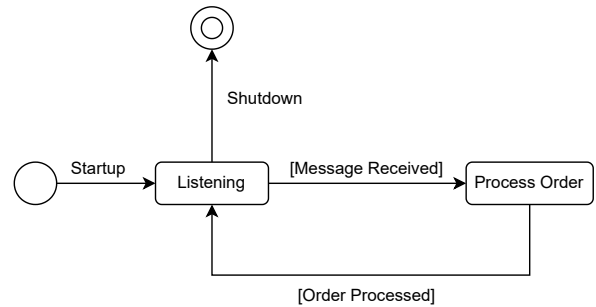 Shutdown
Startup
Listening
[Message Received]
Process Order
[Order Processed]